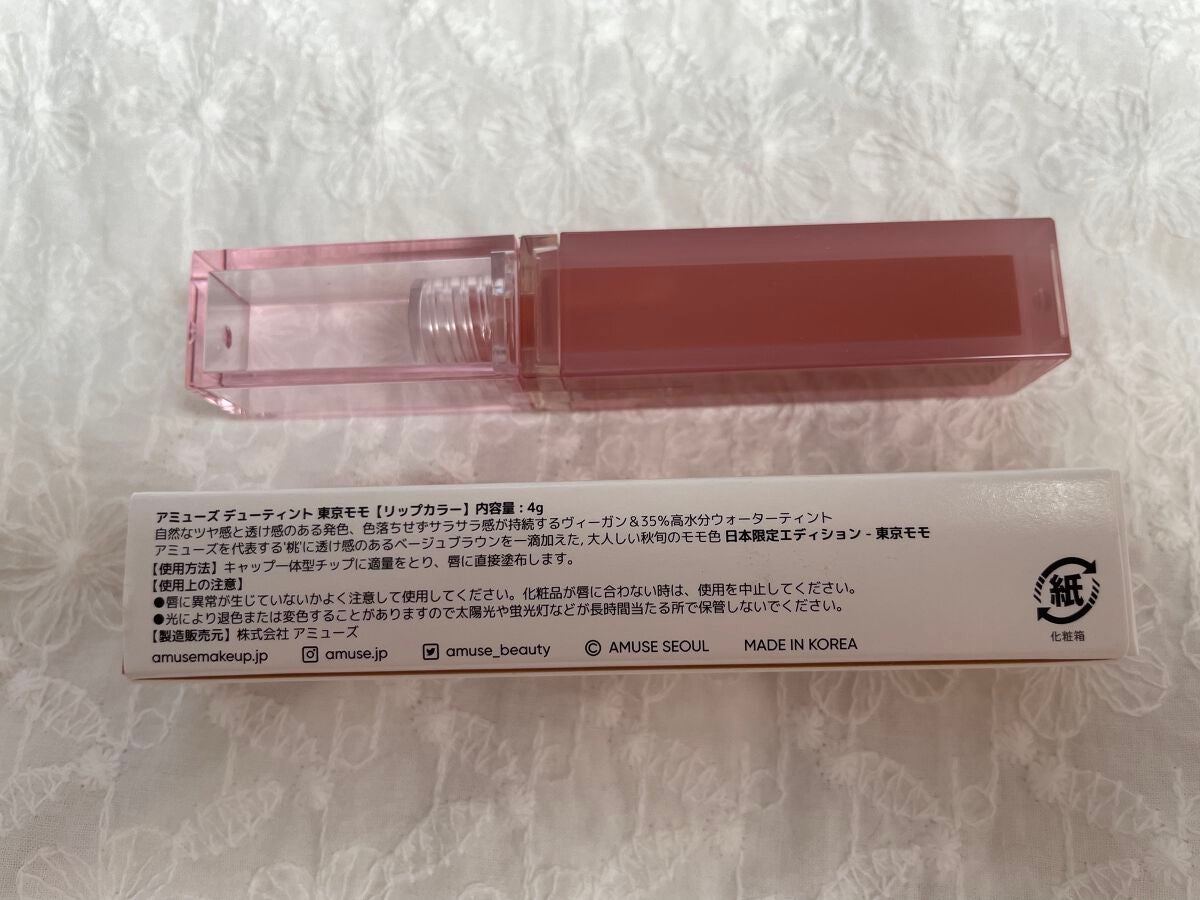 アミューズ デューティント 東京モモ【リップカラー】内容量：4g
自然なツヤ感と透け感のある発色、色落ちせずサラサラ感が持続するヴィーガン＆35%高水分ウォーターティント
アミューズを代表する'桃'に透け感のあるベージュブラウンを一滴加えた, 大人しい秋旬のモモ色 日本限定エディション - 東京モモ
【使用方法】キャップ一体型チップに適量をとり、唇に直接塗布します。
【使用上の注意】
●唇に異常が生じていないかよく注意して使用してください。化粧品が唇に合わない時は、使用を中止してください。
●光により退色または変色することがありますので太陽光や蛍光灯などが長時間当たる所で保管しないでください。
【製造販売元】株式会社 アミューズ
amusemakeup.jp amuse.jp amuse_beauty © AMUSE SEOUL MADE IN KOREA
紙
化粧箱